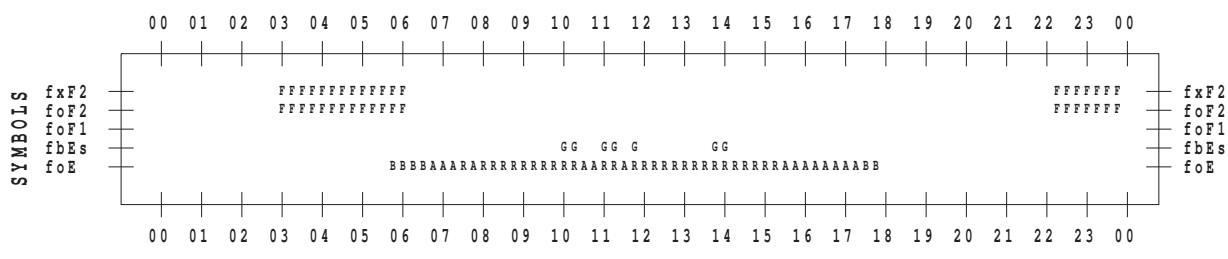 00 01 02 03 04 05 06 07 08 09 10 11 12 13 14 15 16 17 18 19 20 21 22 23 00
SYMBOLS
fxF2 FFFFFFFFFFFFF FFFFFFF fxF2
foF2 FFFFFFFFFFFFF FFFFFFF foF2
foF1 foF1
fbEs GG GG G GG fbEs
foE BBBBAAARARRRRRRRRRRAARRARRRRRRRRRRRRRRRAAAAAAAABB foE
00 01 02 03 04 05 06 07 08 09 10 11 12 13 14 15 16 17 18 19 20 21 22 23 00